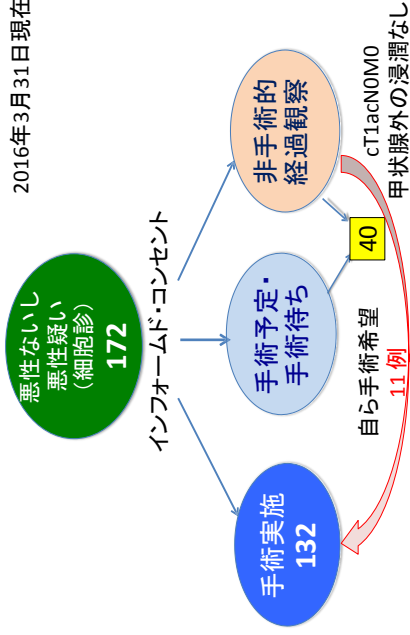 2016年3月31日現在
悪性ないし
悪性疑い
（細胞診）
172
インフォームド・コンセント
手術実施
132
手術予定・
手術待ち
非手術的
経過観察
40
自ら手術希望
11例
cT1acN0M0
甲状腺外の浸潤なし